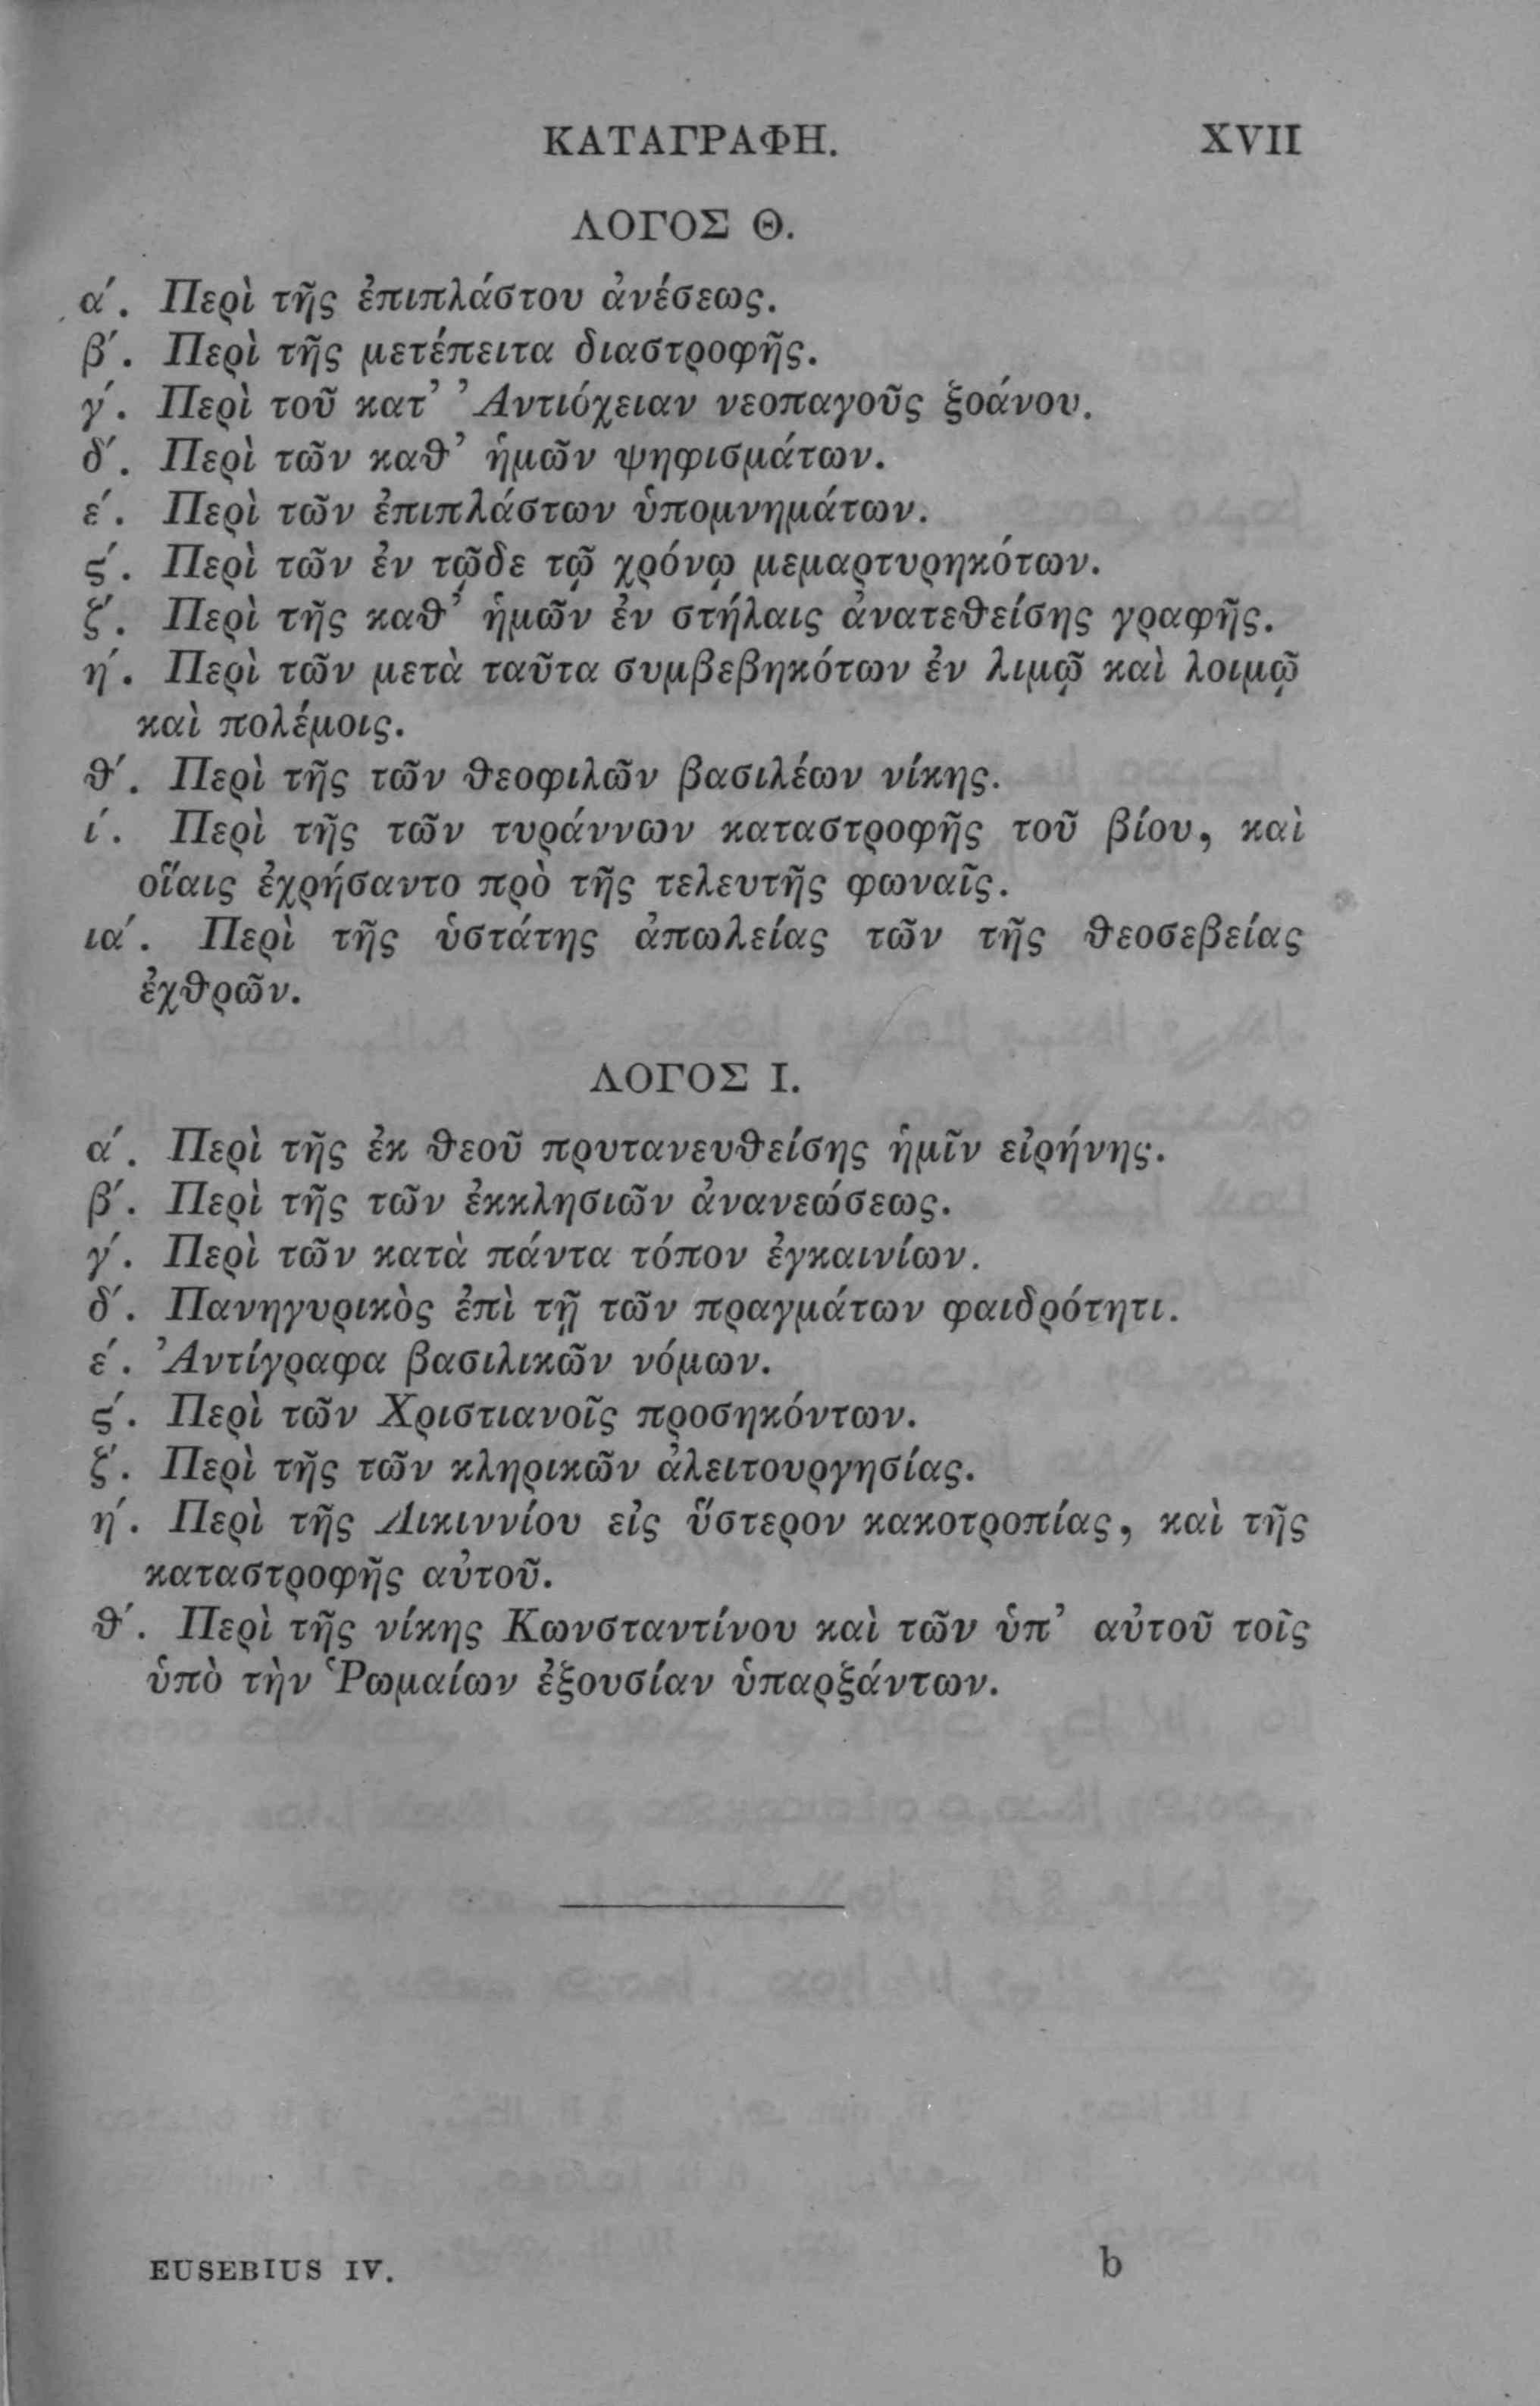 ΚΑΤΑΓΡΑΦΗ. XVII
ΛΟΓΟΣ Θ.
α΄. Περὶ τῆς ἐπιπλάστου ἀνέσεως.
β΄. Περὶ τῆς μετέπειτα διαστροφῆς.
γ΄. Περὶ τοῦ κατ’ Ἀντιόχειαν νεοπαγοῦς ξοάνου.
δ΄. Περὶ τῶν καθ’ ἡμῶν ψηφισμάτων.
ε΄. Περὶ τῶν ἐπιπλάστων ὑπομνημάτων.
ς΄. Περὶ τῶν ἐν τῷδε τῷ χρόνῳ μεμαρτυρηκότων.
ζ΄. Περὶ τῆς καθ’ ἡμῶν ἐν στήλαις ἀνατεθείσης γραφῆς.
η΄. Περὶ τῶν μετὰ ταῦτα συμβεβηκότων ἐν λιμῷ καὶ λοιμῷ
καὶ πολέμοις.
θ΄. Περὶ τῆς τῶν θεοφιλῶν βασιλέων νίκης.
ί. Περὶ τῆς τῶν τυράννων καταστροφῆς τοῦ βίου, καὶ
οἵαις ἐχρήσαντο πρὸ τῆς τελευτῆς φωναῖς.
ια΄. Περὶ τῆς ὑστάτης ἀπωλείας τῶν τῆς θεοσεβείας
ἐχθρῶν.
ΛΟΓΟΣ Ι.
α΄. Περὶ τῆς ἐκ θεοῦ πρυτανευθείσης ἡμῖν εἰρήνης.
β΄. Περὶ τῆς τῶν ἐκκλησιῶν ἀνανεώσεως.
γ΄. Περὶ τῶν κατὰ πάντα τόπον ἐγκαινίων.
δ΄. Πανηγυρικὸς ἐπὶ τῇ τῶν πραγμάτων φαιδρότητι.
ε΄. Ἀντίγραφα βασιλικῶν νόμων.
ς΄. Περὶ τῶν Χριστιανοῖς προσηκόντων.
ζ΄. Περὶ τῆς τῶν κληρικῶν ἀλειτουργησίας.
η΄. Περὶ τῆς Λικιννίου εἰς ὕστερον κακοτροπίας, καὶ τῆς
καταστροφῆς αὐτοῦ.
θ΄. Περὶ τῆς νίκης Κωνσταντίνου καὶ τῶν ὑπ’ αὐτοῦ τοῖς
ὑπὸ τὴν Ῥωμαίων ἐξουσίαν ὑπαρξάντων.
EUSEBIUS IV. b